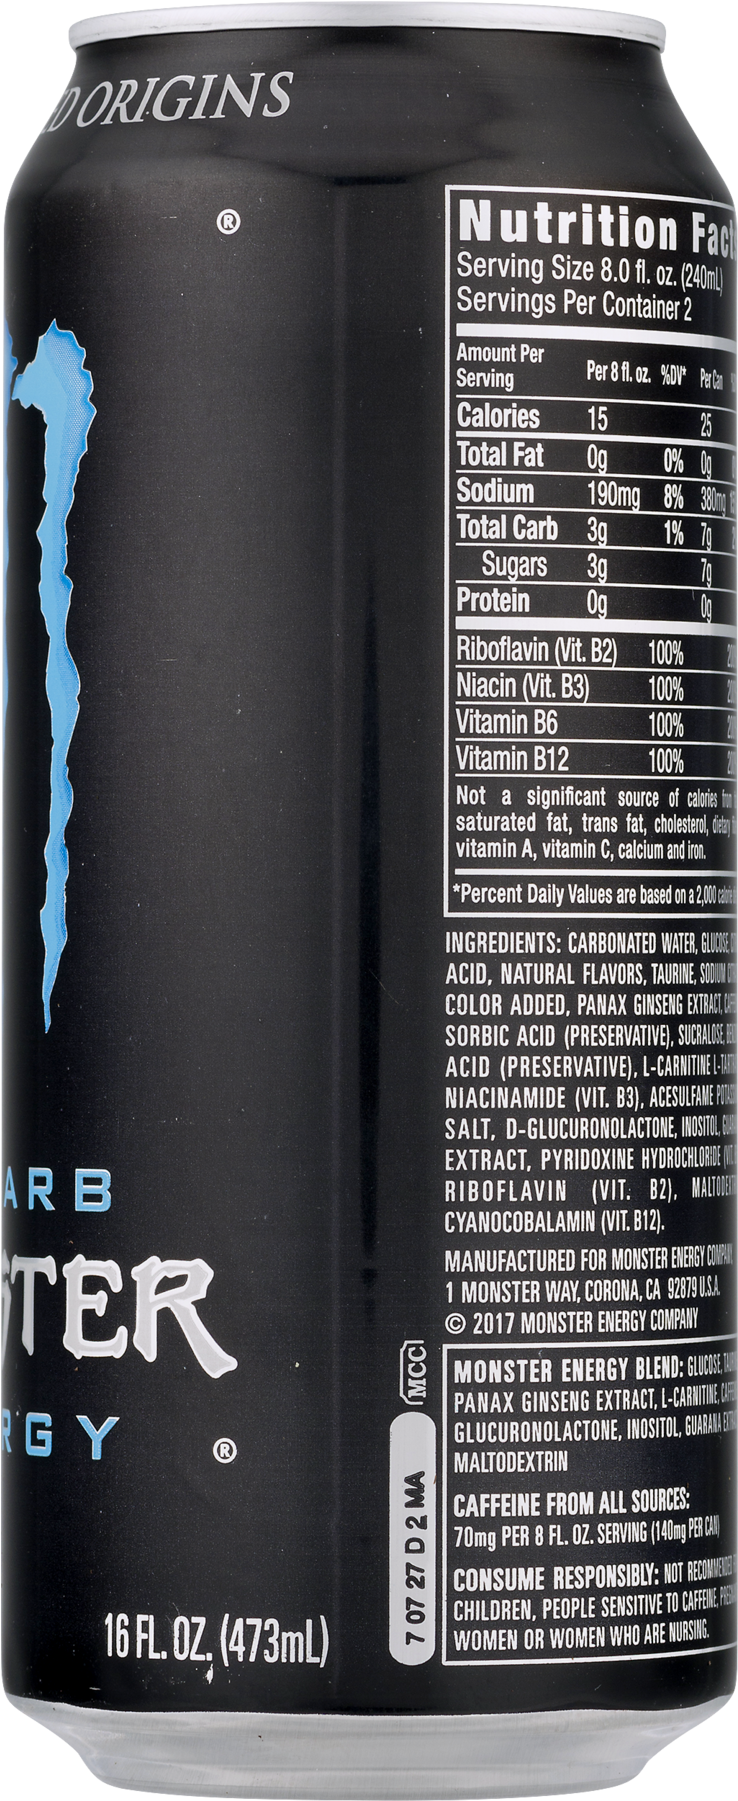 ORIGINS
®
ARB
STER
RGY ®
16 FL. OZ. (473mL)
MCC
7 07 27 D 2 MA
Nutrition
Serving Size 8.0 fl. oz. (240mL)
Servings Per Container 2
Amount Per
Serving Per 8 fl. oz. %DV* Per Can
Calories 15 25
Total Fat 0g 0% 0g
Sodium 190mg 8% 380mg
Total Carb 3g 1% 7g
Sugars 3g 7g
Protein 0g 0g
Riboflavin (Vit. B2) 100%
Niacin (Vit. B3) 100%
Vitamin B6 100%
Vitamin B12 100%
Not a significant source of calories from
saturated fat, trans fat, cholesterol, dietary
vitamin A, vitamin C, calcium and iron.
*Percent Daily Values are based on a 2,000 calorie
INGREDIENTS: CARBONATED WATER, GLUCOSE,
ACID, NATURAL FLAVORS, TAURINE, SODIUM
COLOR ADDED, PANAX GINSENG EXTRACT,
SORBIC ACID (PRESERVATIVE), SUCRALOSE,
ACID (PRESERVATIVE), L-CARNITINE
NIACINAMIDE (VIT. B3), ACESULFAME
SALT, D-GLUCURONOLACTONE, INOSITOL,
EXTRACT, PYRIDOXINE HYDROCHLORIDE
RIBOFLAVIN (VIT. B2),
CYANOCOBALAMIN (VIT. B12).
MANUFACTURED FOR MONSTER ENERGY COMPANY
1 MONSTER WAY, CORONA, CA 92879 U.S.A.
© 2017 MONSTER ENERGY COMPANY
MONSTER ENERGY BLEND: GLUCOSE,
PANAX GINSENG EXTRACT, L-CARNITINE,
GLUCURONOLACTONE, INOSITOL, GUARANA
MALTODEXTRIN
CAFFEINE FROM ALL SOURCES:
70mg PER 8 FL. OZ. SERVING (140mg PER CAN)
CONSUME RESPONSIBLY: NOT RECOMMENDED
CHILDREN, PEOPLE SENSITIVE TO CAFFEINE,
WOMEN OR WOMEN WHO ARE NURSING.